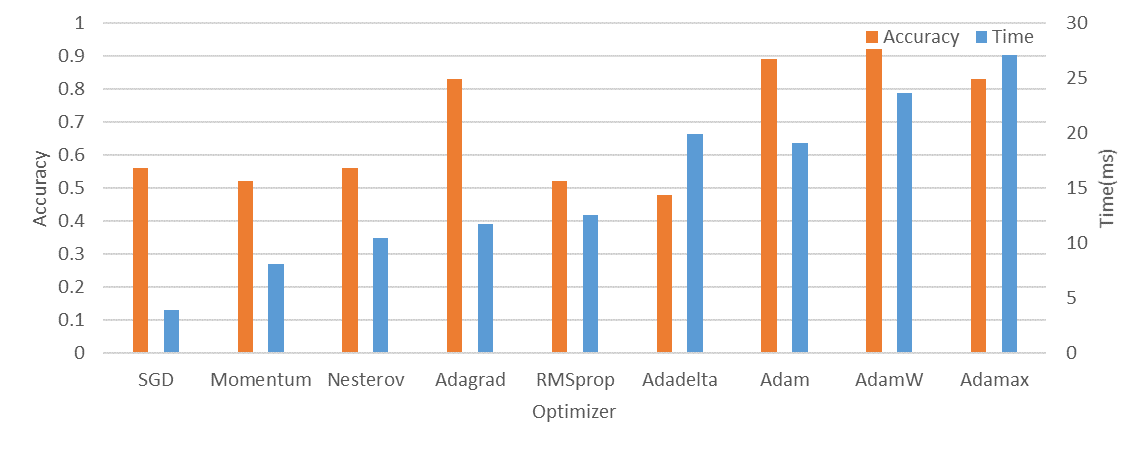 Accuracy Time
1 30
0.9
0.8 25
0.7 20
0.6
0.5 15
0.4
0.3 10
0.2 5
0.1
0 0
Accuracy
Time(ms)
SGD Momentum Nesterov Adagrad RMSprop Adadelta Adam AdamW Adamax
Optimizer